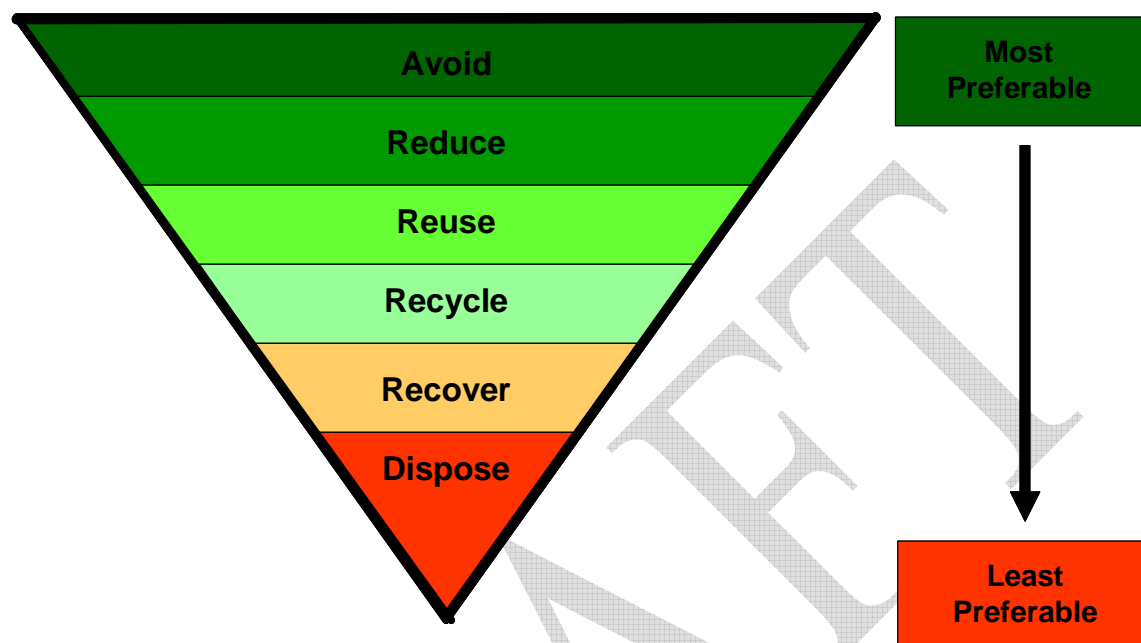 Avoid
Reduce
Reuse
Recycle
Recover
Dispose
Most
Preferable
Least
Preferable